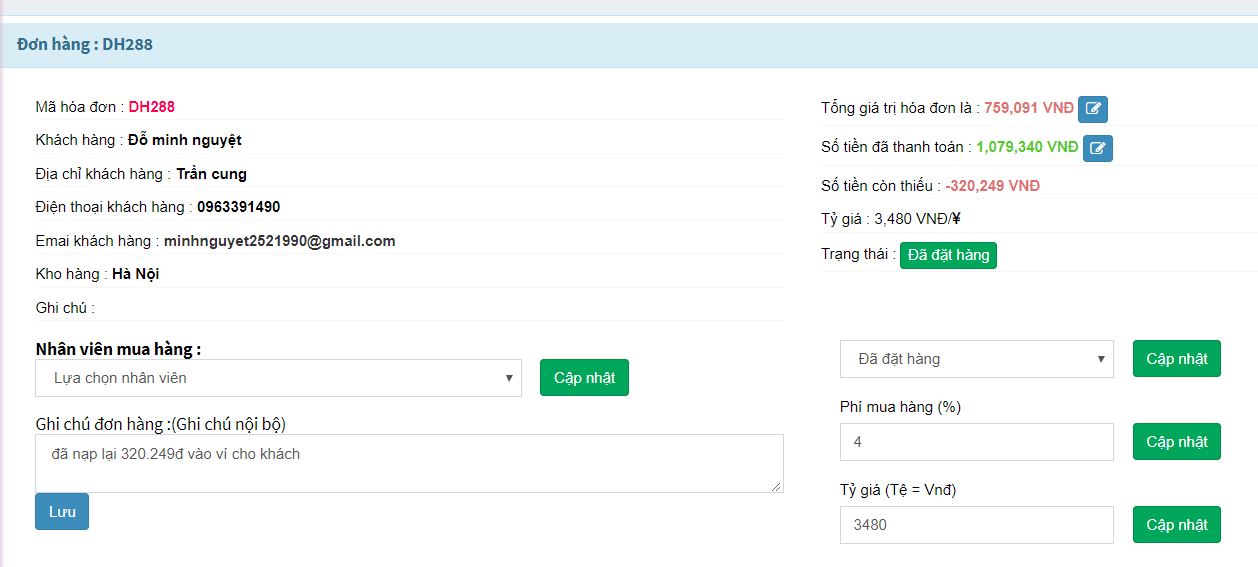 Đơn hàng : DH288
Mã hóa đơn : DH288
Khách hàng : Đỗ minh nguyệt
Địa chỉ khách hàng : Trần cung
Điện thoại khách hàng : 0963391490
Emai khách hàng : minhnguyet2521990@gmail.com
Kho hàng : Hà Nội
Ghi chú :
Nhân viên mua hàng :
Lựa chọn nhân viên
Cập nhật
Ghi chú đơn hàng :(Ghi chú nội bộ)
đã nạp lại 320.249đ vào ví cho khách
Lưu
Tổng giá trị hóa đơn là : 759,091 VNĐ
Số tiền đã thanh toán : 1,079,340 VNĐ
Số tiền còn thiếu : -320,249 VNĐ
Tỷ giá : 3,480 VNĐ/¥
Trạng thái : Đã đặt hàng
Đã đặt hàng
Cập nhật
Phí mua hàng (%)
4
Cập nhật
Tỷ giá (Tệ = Vnđ)
3480
Cập nhật